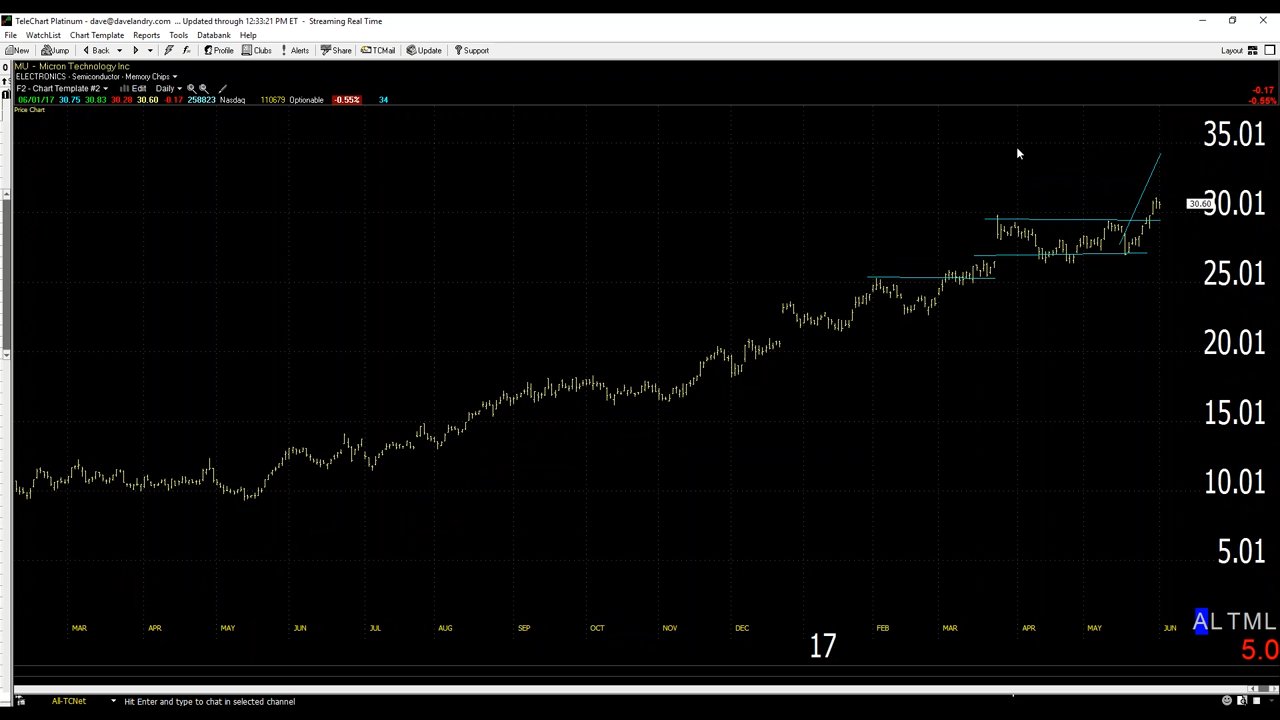 TeleChart Platinum - dave@davelandry.com ... Updated through 12:33:21 PM ET - Streaming Real Time
File WatchList Chart Template Reports Tools Databank Help
New Jump Back Profile Clubs Alerts Share TCMail Update Support Layout
MU - Micron Technology Inc
ELECTRONICS - Semiconductor - Memory Chips
F2 - Chart Template #2 Edit Daily
06/01/17 30.75 30.83 30.28 30.60 -0.17 258823 Nasdaq 110679 Optionable -0.55% 34
-0.17
-0.55%
Price Chart
35.01
30.60
30.01
25.01
20.01
15.01
10.01
5.01
MAR APR MAY JUN JUL AUG SEP OCT NOV DEC 17 FEB MAR APR MAY JUN
ALTML
5.0
All-TCNet Hit Enter and type to chat in selected channel